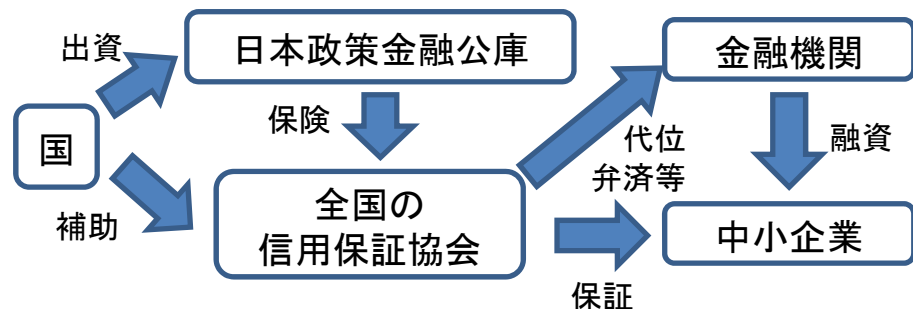 出資
日本政策金融公庫
金融機関
国
保険
代位
弁済等
融資
補助
全国の
信用保証協会
中小企業
保証